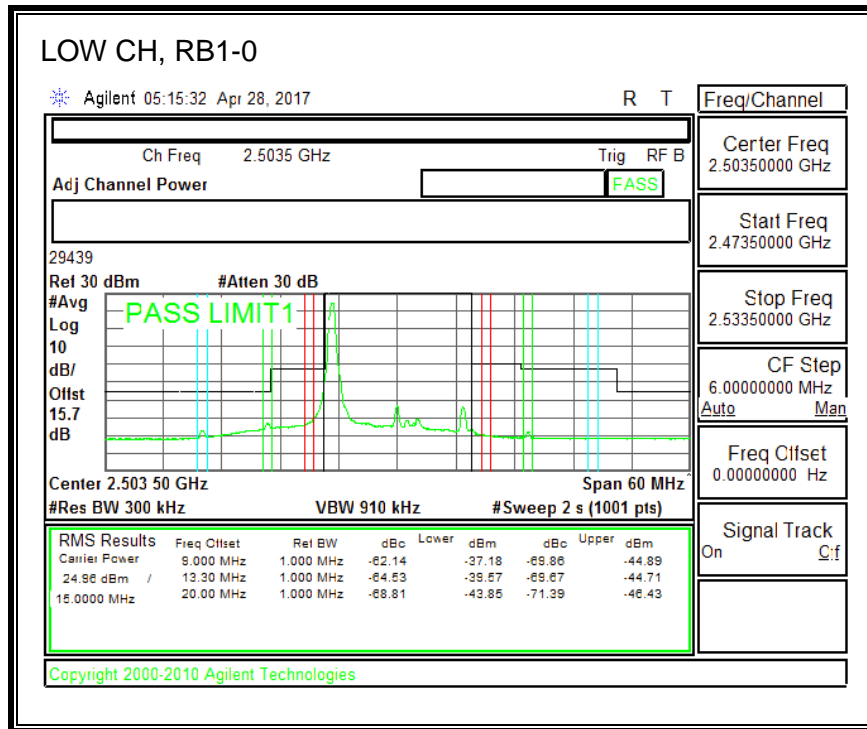 LOW CH, RB1-0
Agilent 05:15:32 Apr 28, 2017 R T
Freq/Channel
Ch Freq 2.5035 GHz Trig RF B
Adj Channel Power PASS
Center Freq
2.50350000 GHz
Start Freq
2.47350000 GHz
29439
Ref 30 dBm #Atten 30 dB
#Avg
Log
10
dB/
Offst
15.7
dB
PASS LIMIT1
Stop Freq
2.53350000 GHz
CF Step
6.00000000 MHz
Auto Man
Freq Offset
0.00000000 Hz
Center 2.503 50 GHz Span 60 MHz
#Res BW 300 kHz VBW 910 kHz #Sweep 2 s (1001 pts)
Signal Track
On Off
RMS Results Freq Offset Ref BW dBc Lower dBm dBc Upper dBm
Carrier Power 9.000 MHz 1.000 MHz -62.14 -37.18 -69.86 -44.89
24.96 dBm / 13.30 MHz 1.000 MHz -64.53 -39.57 -69.67 -44.71
15.0000 MHz 20.00 MHz 1.000 MHz -68.81 -43.85 -71.39 -46.43
Copyright 2000-2010 Agilent Technologies